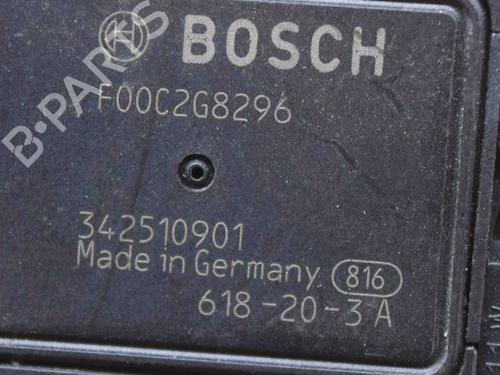 BOSCH
F00C2G8296
342510901
Made in Germany 816
618-20-3 A
B-PARTS